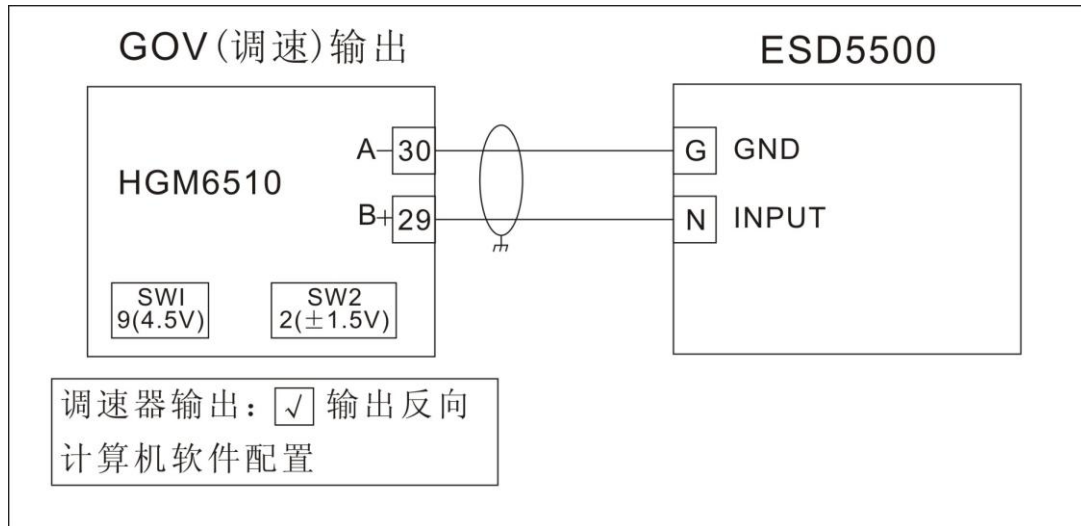 GOV(调速)输出
ESD5500
HGM6510
A-
30
B+
29
G
GND
N
INPUT
SWI
9(4.5V)
SW2
2(±1.5V)
调速器输出：√输出反向
计算机软件配置